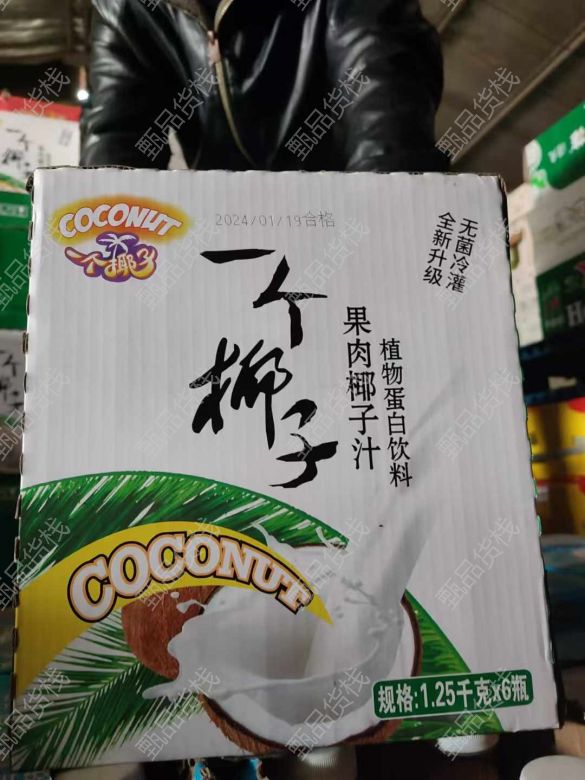 COCONUT
一个椰子
2024/01/19合格
无菌冷灌
全新升级
一个椰子
果肉椰子汁
植物蛋白饮料
COCONUT
规格:1.25千克x6瓶
甄品货栈